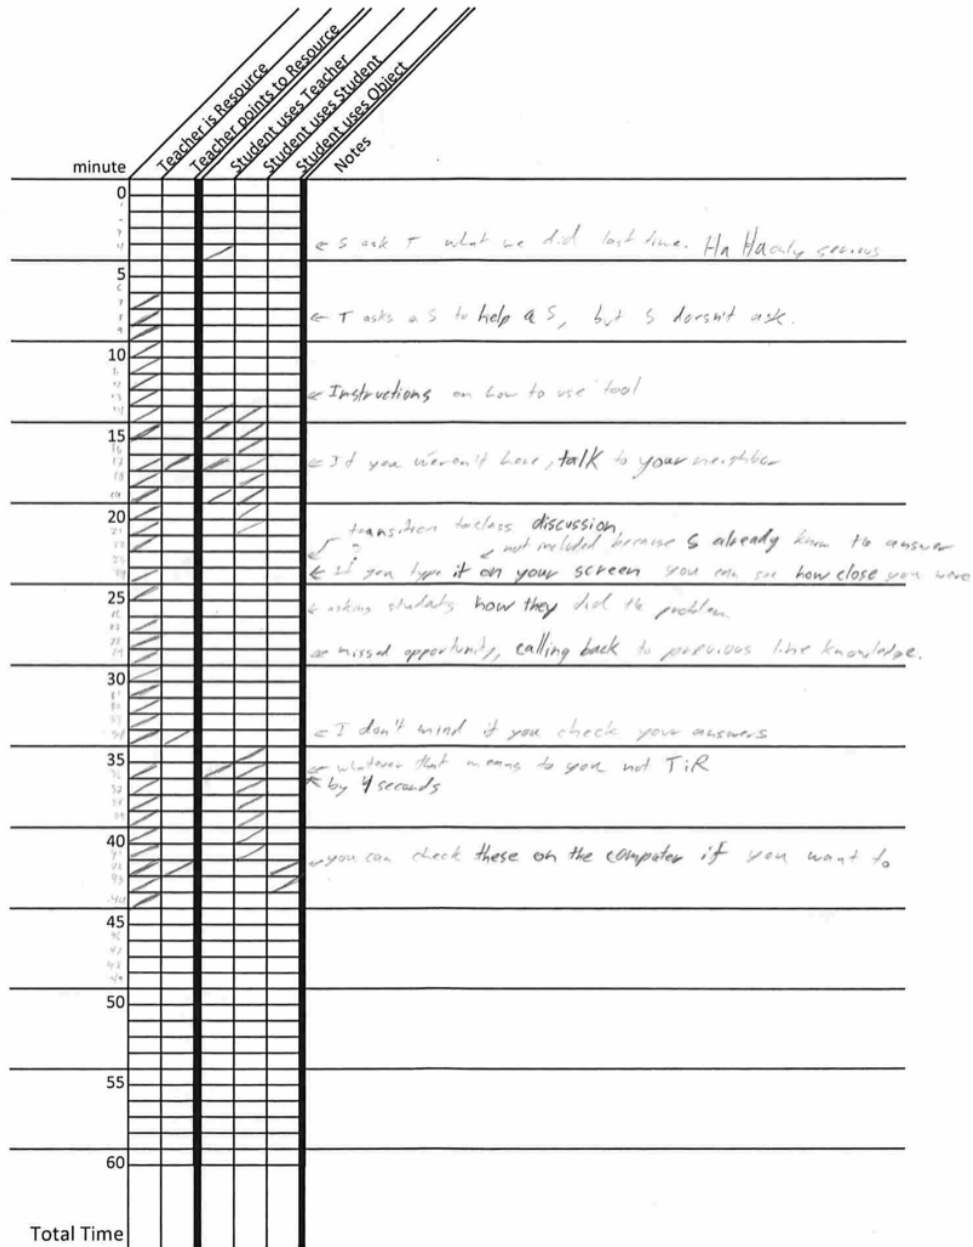 Teacher is Resource
Teacher points to Resource
Student uses Teacher
Student uses Student
Student uses Object
Notes
minute
0
← S ask T what we did last time. Ha Ha only serious
5
← T asks a S to help a S, but S doesn't ask.
10
← Instructions on how to use tool
15
← If you weren't here, talk to your neighbor
20
transition to class discussion,
not included because S already know the answer
← If you type it on your screen you can see how close you were
25
← asking students how they did the problem
← missed opportunity, calling back to previous line knowledge.
30
← I don't mind if you check your answers
35
← whatever that means to you not TiR
by 4 seconds
40
you can check these on the computer if you want to
45
50
55
60
Total Time